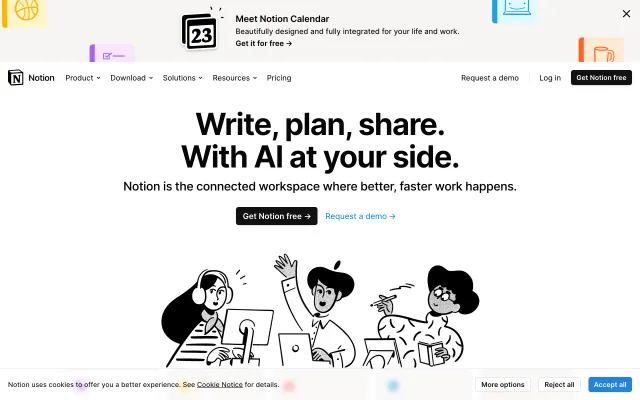 Meet Notion Calendar
Beautifully designed and fully integrated for your life and work.
Get it for free →
23
Notion
Product
Download
Solutions
Resources
Pricing
Request a demo
Log in
Get Notion free
Write, plan, share.
With AI at your side.
Notion is the connected workspace where better, faster work happens.
Get Notion free →
Request a demo →
Notion uses cookies to offer you a better experience. See Cookie Notice for details.
More options
Reject all
Accept all